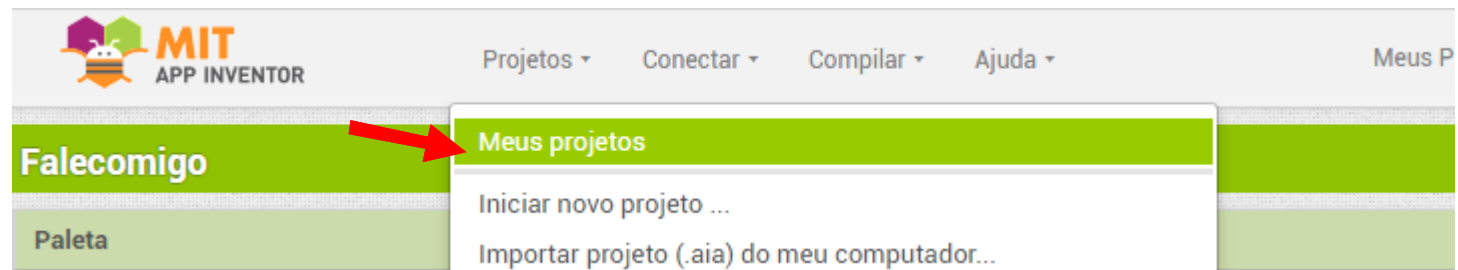 MIT
APP INVENTOR
Projetos Conectar Compilar Ajuda Meus P
Falecomigo
Meus projetos
Iniciar novo projeto ...
Paleta
Importar projeto (.aia) do meu computador...